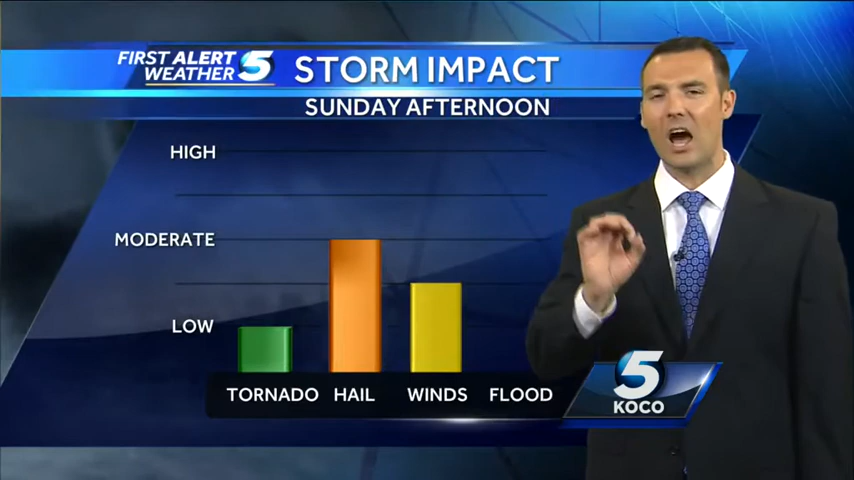 FIRST ALERT
WEATHER 5
STORM IMPACT
SUNDAY AFTERNOON
HIGH
MODERATE
LOW
TORNADO HAIL WINDS FLOOD
5
KOCO